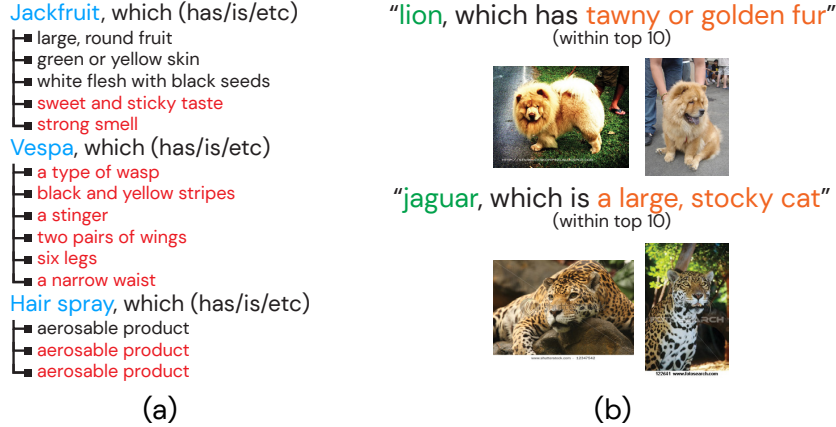 Jackfruit, which (has/is/etc)
large, round fruit
green or yellow skin
white flesh with black seeds
sweet and sticky taste
strong smell
Vespa, which (has/is/etc)
a type of wasp
black and yellow stripes
a stinger
two pairs of wings
six legs
a narrow waist
Hair spray, which (has/is/etc)
aerosable product
aerosable product
aerosable product
(a)
“lion, which has tawny or golden fur”
(within top 10)
“jaguar, which is a large, stocky cat”
(within top 10)
(b)